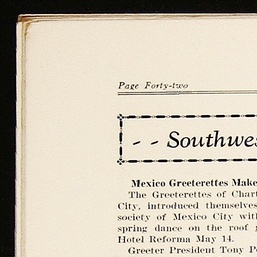 Page Forty-two
- - Southwes
Mexico Greeterettes Make
The Greeterettes of Chart
City, introduced themselves
society of Mexico City with
spring dance on the roof g
Hotel Reforma May 14.
Greeter President Tony P